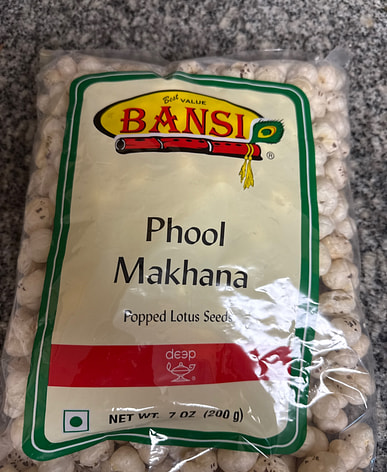 Best VALUE
BANSI
®
Phool
Makhana
Popped Lotus Seeds
deep
®
NET WT. 7 OZ (200 g)